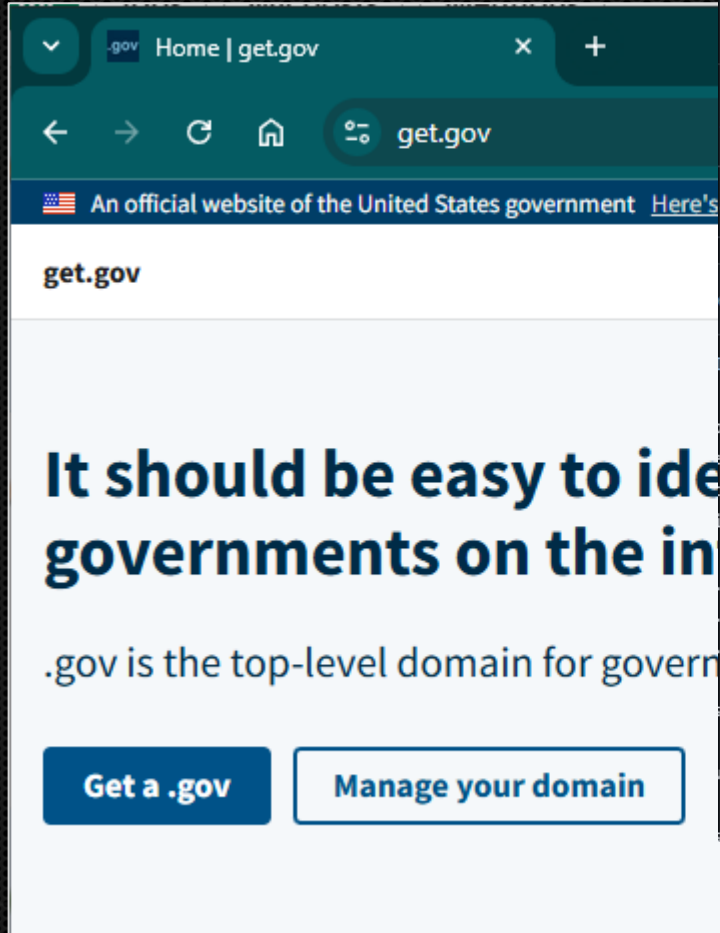 .gov Home | get.gov
get.gov
An official website of the United States government Here's
get.gov
It should be easy to ide
governments on the in
.gov is the top-level domain for govern
Get a .gov Manage your domain